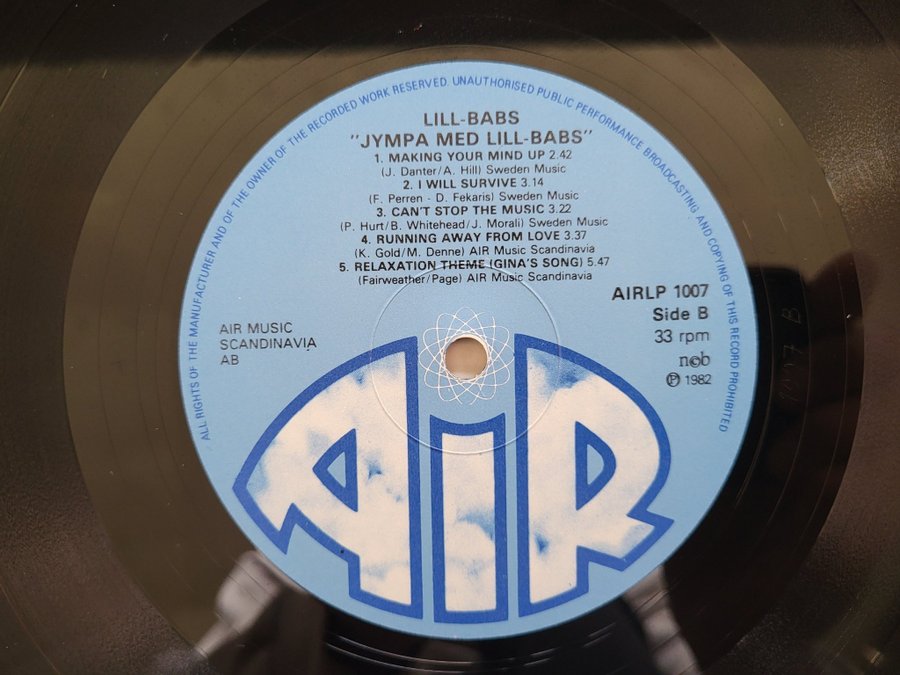 ALL RIGHTS OF THE MANUFACTURER AND OF THE OWNER OF THE RECORDED WORK RESERVED. UNAUTHORISED PUBLIC PERFORMANCE BROADCASTING AND COPYING OF THIS RECORD PROHIBITED
LILL-BABS
"JYMPA MED LILL-BABS"
1. MAKING YOUR MIND UP 2.42
(J. Danter/A. Hill) Sweden Music
2. I WILL SURVIVE 3.14
(F. Perren - D. Fekaris) Sweden Music
3. CAN'T STOP THE MUSIC 3.22
(P. Hurt/B. Whitehead/J. Morali) Sweden Music
4. RUNNING AWAY FROM LOVE 3.37
(K. Gold/M. Denne) AIR Music Scandinavia
5. RELAXATION THEME (GINA'S SONG) 5.47
(Fairweather/Page) AIR Music Scandinavia
AIRLP 1007
Side B
33 rpm
n©b
℗ 1982
AIR MUSIC
SCANDINAVIA
AB
AiR